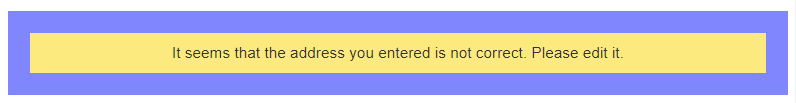 It seems that the address you entered is not correct. Please edit it.